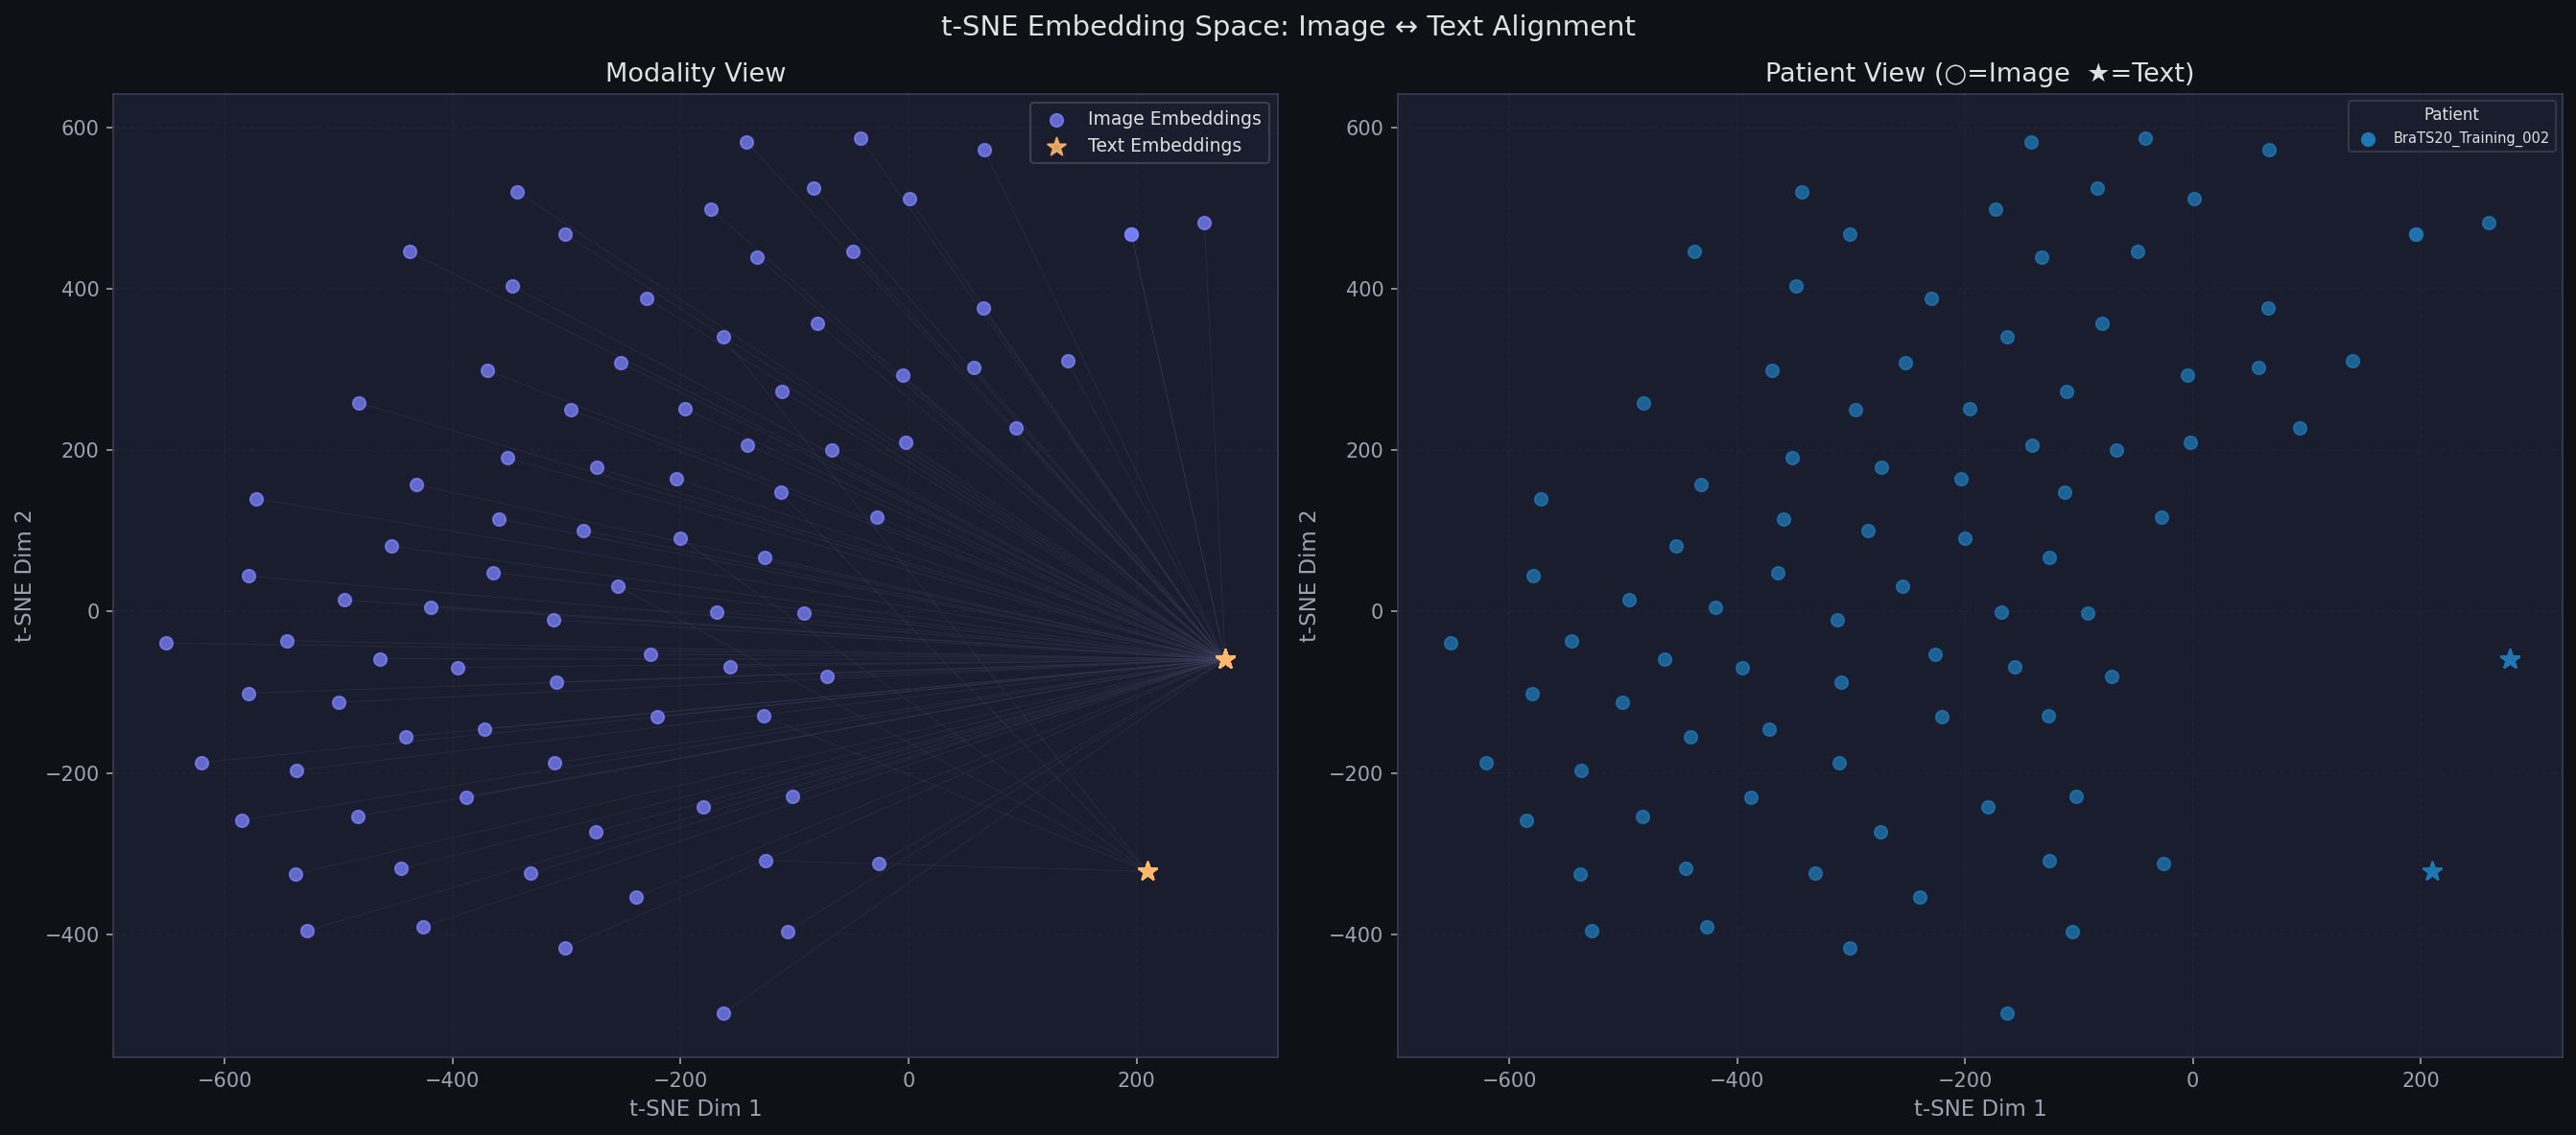 t-SNE Embedding Space: Image ↔ Text Alignment
Modality View
Image Embeddings
Text Embeddings
600
400
200
0
−200
−400
t-SNE Dim 2
−600
−400
−200
0
200
t-SNE Dim 1
Patient View (○=Image ★=Text)
Patient
BraTS20_Training_002
600
400
200
0
−200
−400
t-SNE Dim 2
−600
−400
−200
0
200
t-SNE Dim 1